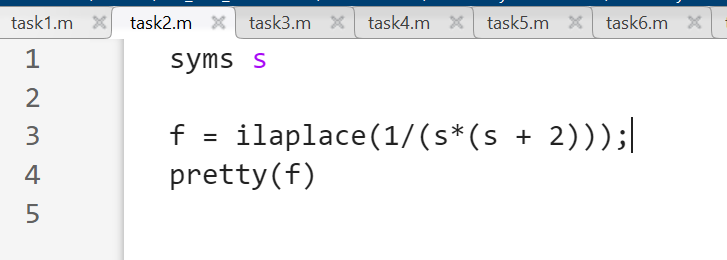 task1.m × task2.m × task3.m × task4.m × task5.m × task6.m ×
1 syms s
2
3 f = ilaplace(1/(s*(s + 2)));
4 pretty(f)
5